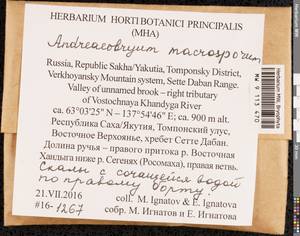 HERBARIUM HORTI BOTANICI PRINCIPALIS
(MHA)
Andreaeobryum macrosporum
Russia, Republic Sakha/Yakutia, Tomponsky District,
Verkhoyansky Mountain system, Sette Daban Range.
Valley of unnamed brook – right tributary
of Vostochnaya Khandyga River
ca. 63°03'25" N - 137°54'46" E; ca. 900 m alt.
Республика Саха/Якутия, Томпонский улус,
Восточное Верхоянье, хребет Сетте Дабан.
Долина ручья – правого притока р. Восточная
Хандыга ниже р. Сегенях (Росомаха), правая ветвь.
Скалы с сочащейся водой
по правому борту.
21.VII.2016 coll. M. Ignatov & E. Ignatova
#16-1267 собр. М. Игнатов и Е. Игнатова